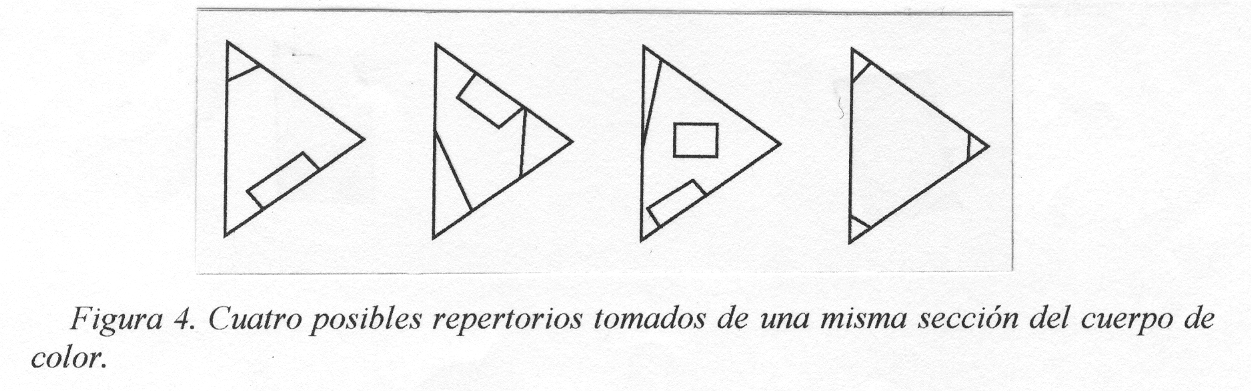 Figura 4. Cuatro posibles repertorios tomados de una misma sección del cuerpo de
color.